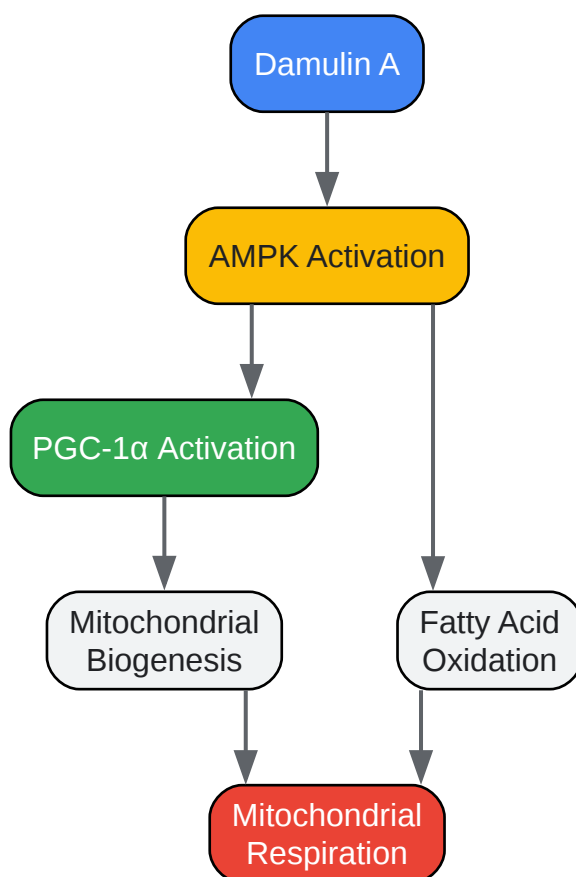 Damulin A
AMPK Activation
PGC-1α Activation
Mitochondrial
Biogenesis
Fatty Acid
Oxidation
Mitochondrial
Respiration